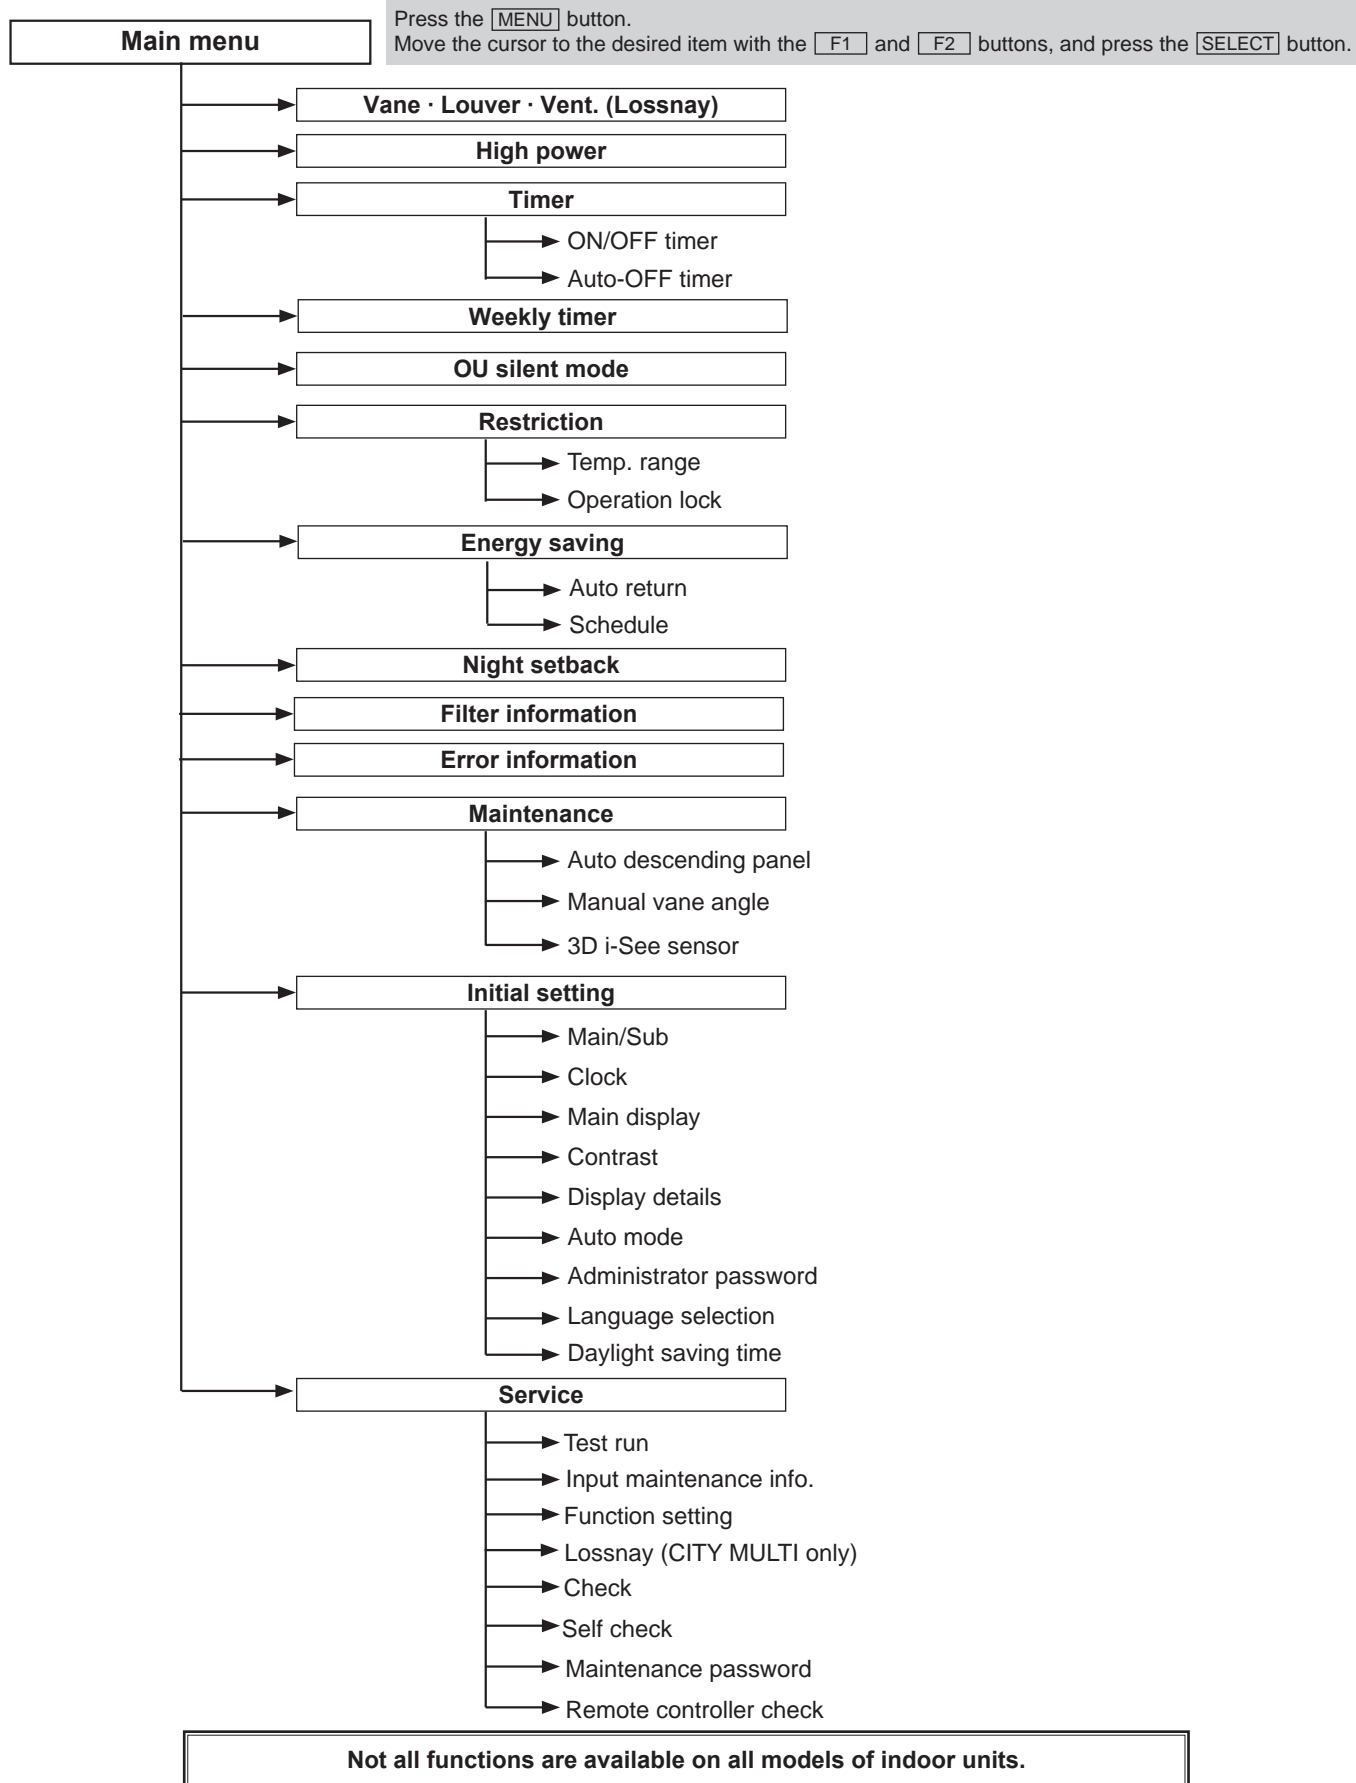 Main menu
Press the MENU button.
Move the cursor to the desired item with the F1 and F2 buttons, and press the SELECT button.
Vane · Louver · Vent. (Lossnay)
High power
Timer
ON/OFF timer
Auto-OFF timer
Weekly timer
OU silent mode
Restriction
Temp. range
Operation lock
Energy saving
Auto return
Schedule
Night setback
Filter information
Error information
Maintenance
Auto descending panel
Manual vane angle
3D i-See sensor
Initial setting
Main/Sub
Clock
Main display
Contrast
Display details
Auto mode
Administrator password
Language selection
Daylight saving time
Service
Test run
Input maintenance info.
Function setting
Lossnay (CITY MULTI only)
Check
Self check
Maintenance password
Remote controller check
Not all functions are available on all models of indoor units.